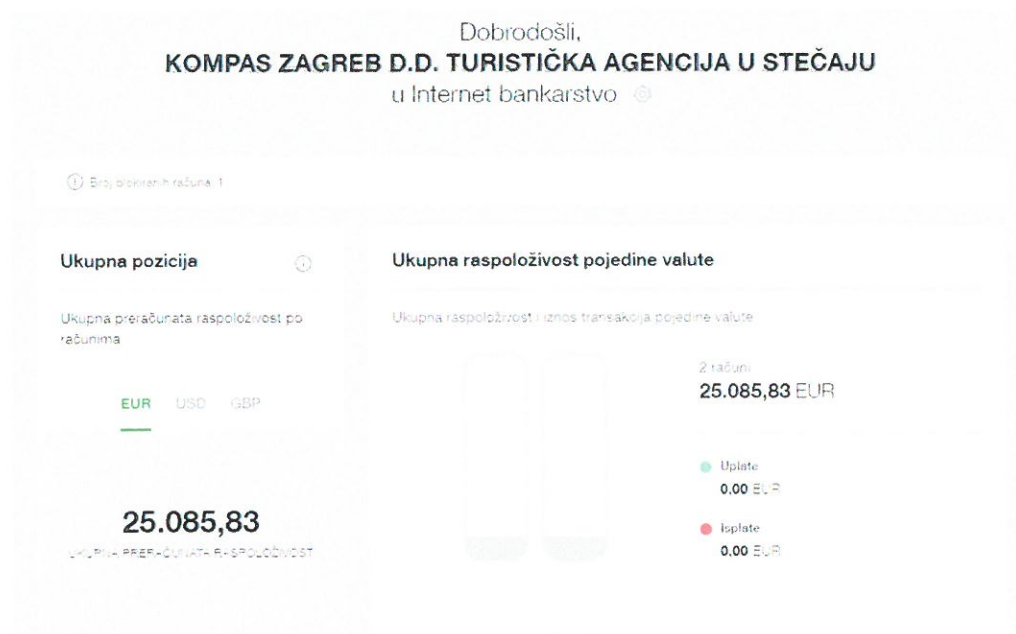 Dobrodošli,
KOMPAS ZAGREB D.D. TURISTIČKA AGENCIJA U STEČAJU
u Internet bankarstvo
Broj blokiranih računa: 1
Ukupna pozicija
Ukupna preračunata raspoloživost po
računima
EUR USD GBP
25.085,83
UKUPNA PRERAČUNATA RASPOLOŽIVOST
Ukupna raspoloživost pojedine valute
Ukupna raspoloživost i iznos transakcija pojedine valute
2 računi
25.085,83 EUR
Uplate
0,00 EUR
Isplate
0,00 EUR